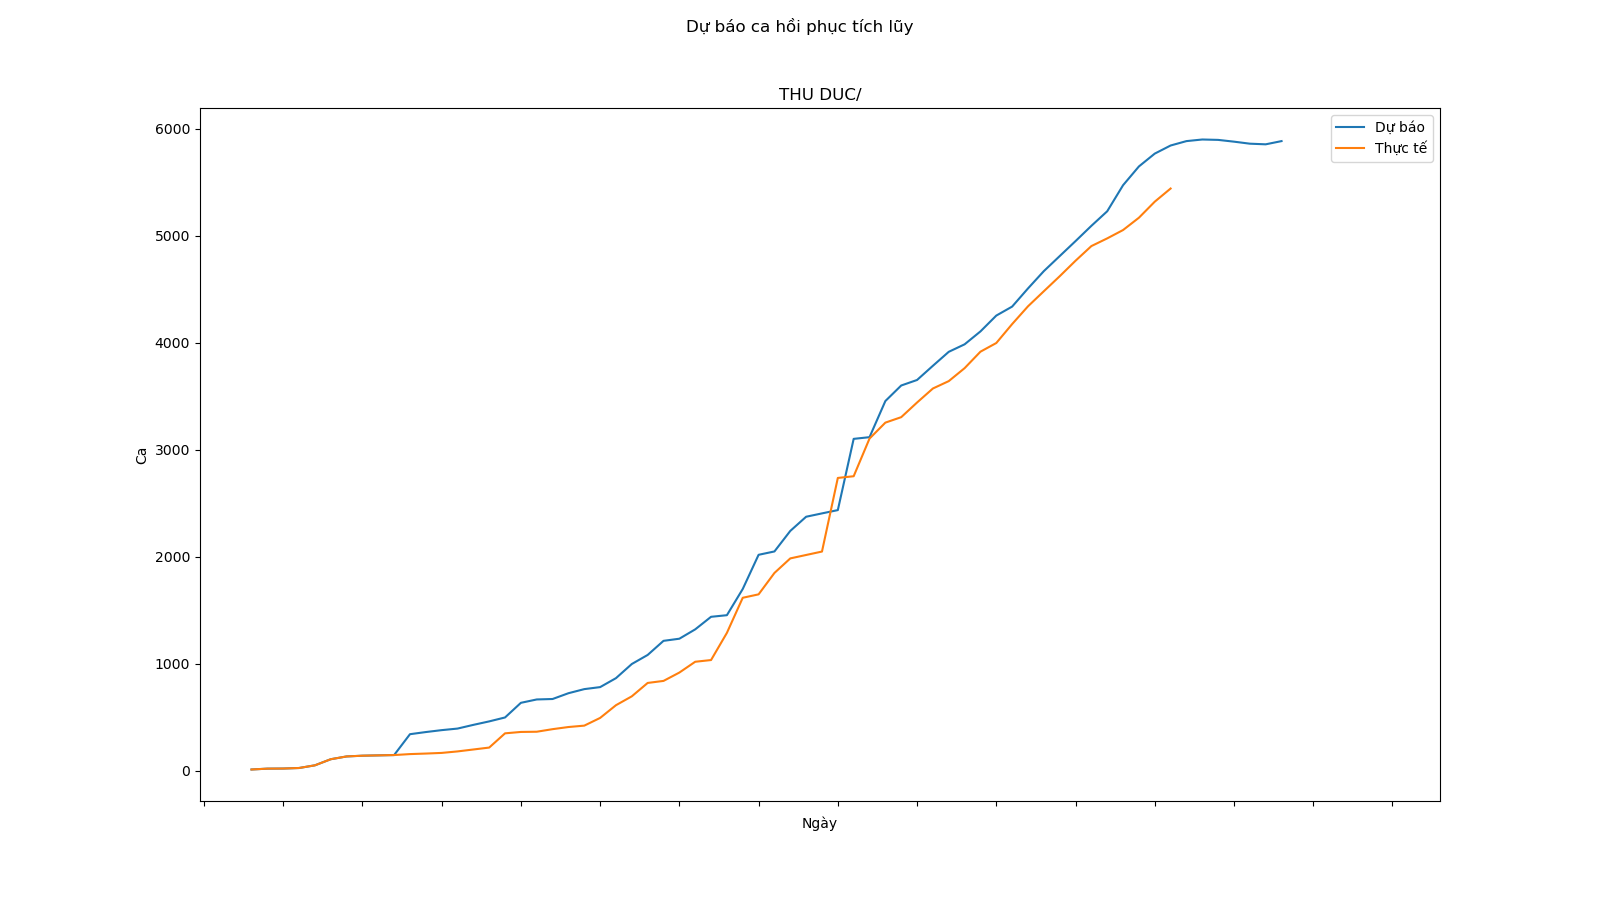 Dự báo ca hồi phục tích lũy
THU DUC/
Dự báo
Thực tế
6000
5000
4000
3000
2000
1000
0
Ca
Ngày